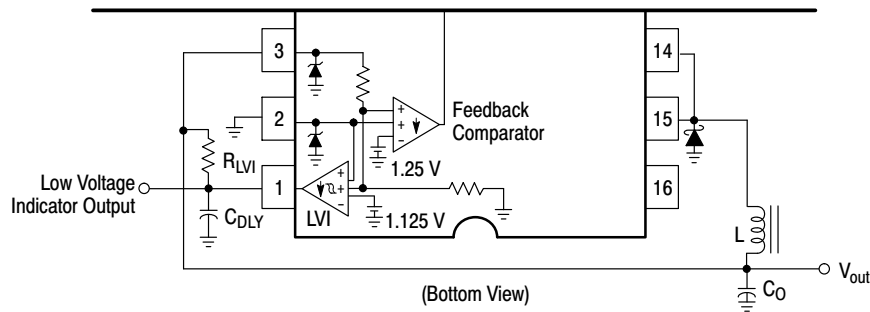 3
14
2
15
Feedback
Comparator
R_LVI
1.25 V
Low Voltage
Indicator Output
1
16
C_DLY
LVI
1.125 V
L
(Bottom View)
V_out
C_O
+
+
−
+
−